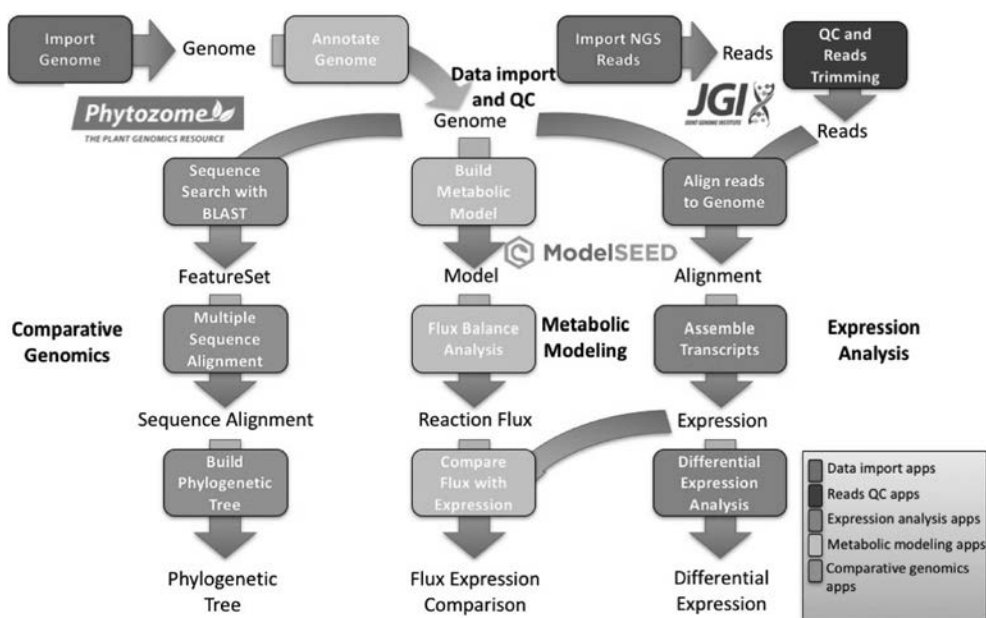 Import
Genome
Genome
Annotate
Genome
Import NGS
Reads
Reads
QC and
Reads
Trimming
Data import
and QC
Phytozome
THE PLANT GENOMICS RESOURCE
JGI
JOINT GENOME INSTITUTE
Genome
Reads
Sequence
Search with
BLAST
Build
Metabolic
Model
Align reads
to Genome
ModelSEED
FeatureSet
Model
Alignment
Comparative
Genomics
Multiple
Sequence
Alignment
Flux Balance
Analysis
Metabolic
Modeling
Assemble
Transcripts
Expression
Analysis
Sequence Alignment
Reaction Flux
Expression
Build
Phylogenetic
Tree
Compare
Flux with
Expression
Differential
Expression
Analysis
Data import apps
Reads QC apps
Expression analysis apps
Metabolic modeling apps
Comparative genomics
apps
Phylogenetic
Tree
Flux Expression
Comparison
Differential
Expression